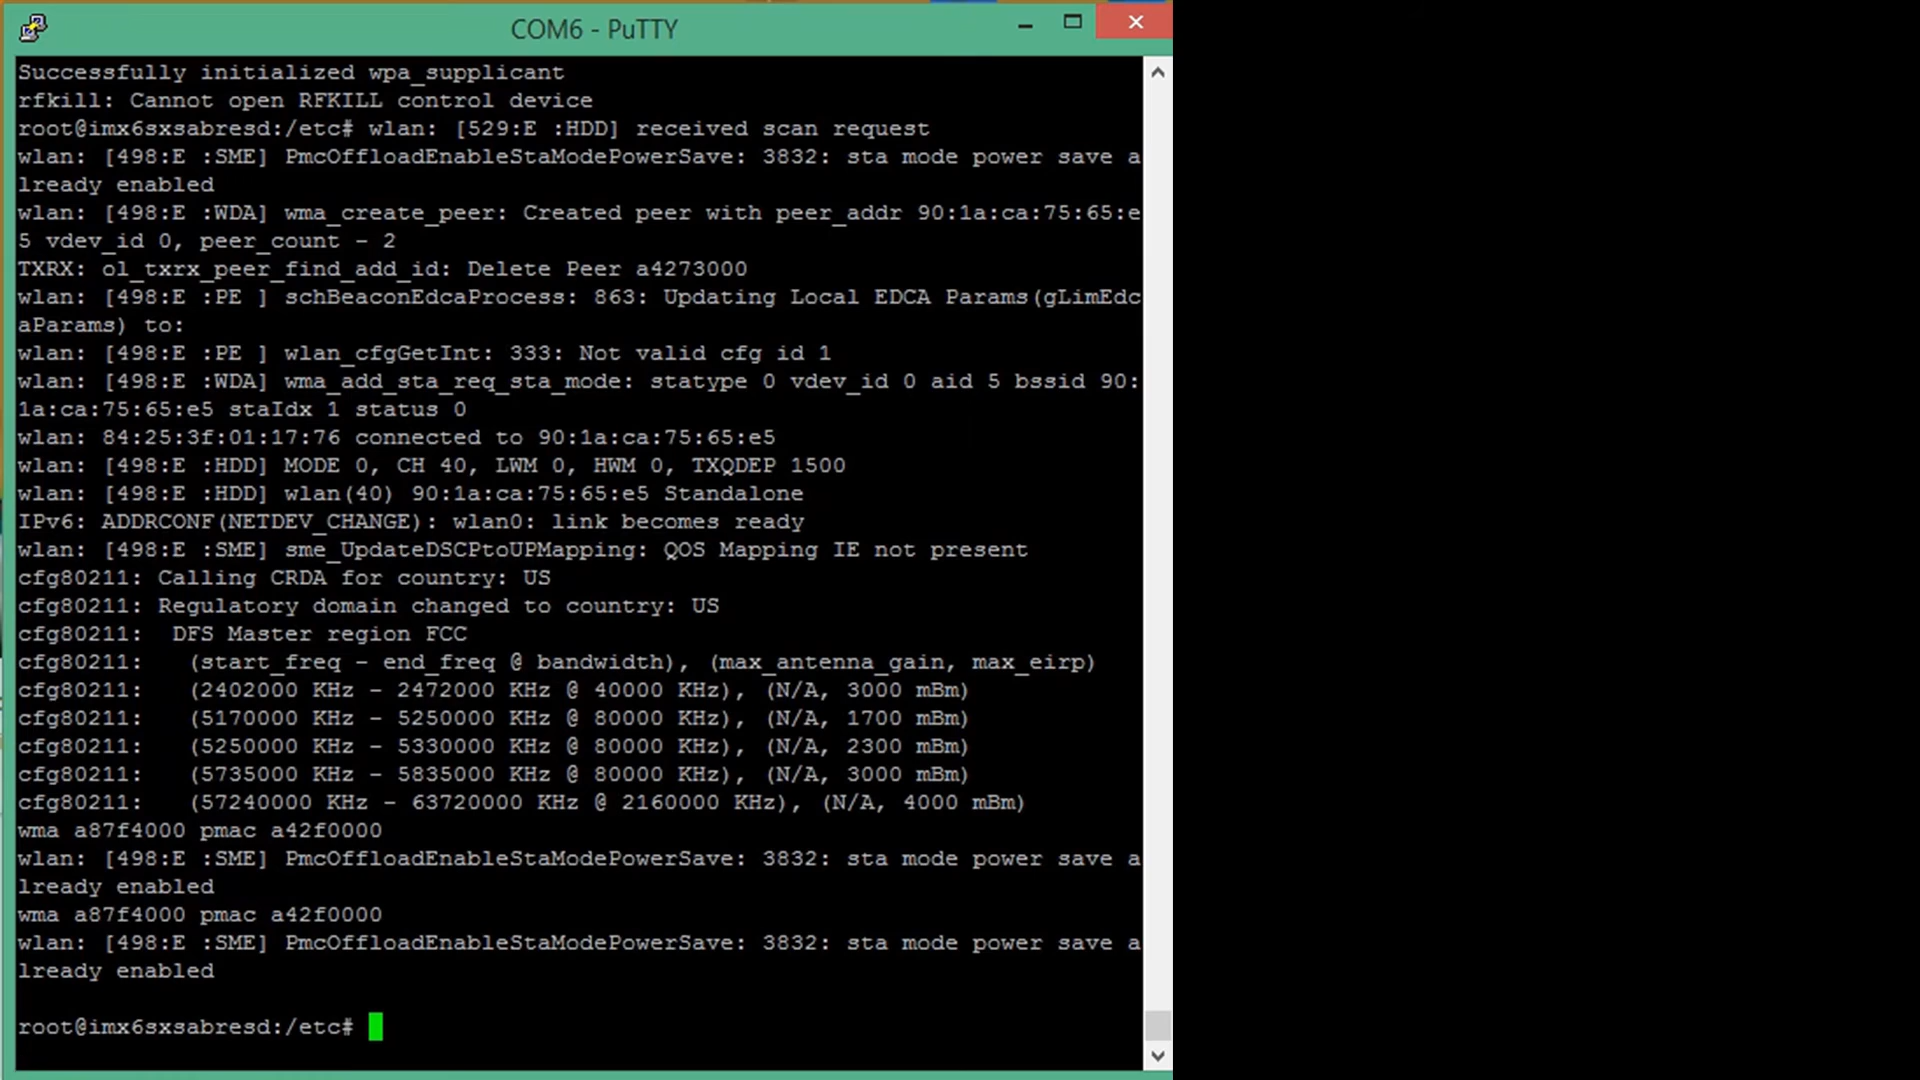 COM6 - PuTTY
Successfully initialized wpa_supplicant
rfkill: Cannot open RFKILL control device
root@imx6sxsabresd:/etc# wlan: [529:E :HDD] received scan request
wlan: [498:E :SME] PmcOffloadEnableStaModePowerSave: 3832: sta mode power save a
lready enabled
wlan: [498:E :WDA] wma_create_peer: Created peer with peer_addr 90:1a:ca:75:65:e
5 vdev_id 0, peer_count - 2
TXRX: ol_txrx_peer_find_add_id: Delete Peer a4273000
wlan: [498:E :PE ] schBeaconEdcaProcess: 863: Updating Local EDCA Params(gLimEdc
aParams) to:
wlan: [498:E :PE ] wlan_cfgGetInt: 333: Not valid cfg id 1
wlan: [498:E :WDA] wma_add_sta_req_sta_mode: statype 0 vdev_id 0 aid 5 bssid 90:
1a:ca:75:65:e5 staIdx 1 status 0
wlan: 84:25:3f:01:17:76 connected to 90:1a:ca:75:65:e5
wlan: [498:E :HDD] MODE 0, CH 40, LWM 0, HWM 0, TXQDEP 1500
wlan: [498:E :HDD] wlan(40) 90:1a:ca:75:65:e5 Standalone
IPv6: ADDRCONF(NETDEV_CHANGE): wlan0: link becomes ready
wlan: [498:E :SME] sme_UpdateDSCPtoUPMapping: QOS Mapping IE not present
cfg80211: Calling CRDA for country: US
cfg80211: Regulatory domain changed to country: US
cfg80211:  DFS Master region FCC
cfg80211:   (start_freq - end_freq @ bandwidth), (max_antenna_gain, max_eirp)
cfg80211:   (2402000 KHz - 2472000 KHz @ 40000 KHz), (N/A, 3000 mBm)
cfg80211:   (5170000 KHz - 5250000 KHz @ 80000 KHz), (N/A, 1700 mBm)
cfg80211:   (5250000 KHz - 5330000 KHz @ 80000 KHz), (N/A, 2300 mBm)
cfg80211:   (5735000 KHz - 5835000 KHz @ 80000 KHz), (N/A, 3000 mBm)
cfg80211:   (57240000 KHz - 63720000 KHz @ 2160000 KHz), (N/A, 4000 mBm)
wma a87f4000 pmac a42f0000
wlan: [498:E :SME] PmcOffloadEnableStaModePowerSave: 3832: sta mode power save a
lready enabled
wma a87f4000 pmac a42f0000
wlan: [498:E :SME] PmcOffloadEnableStaModePowerSave: 3832: sta mode power save a
lready enabled
root@imx6sxsabresd:/etc#